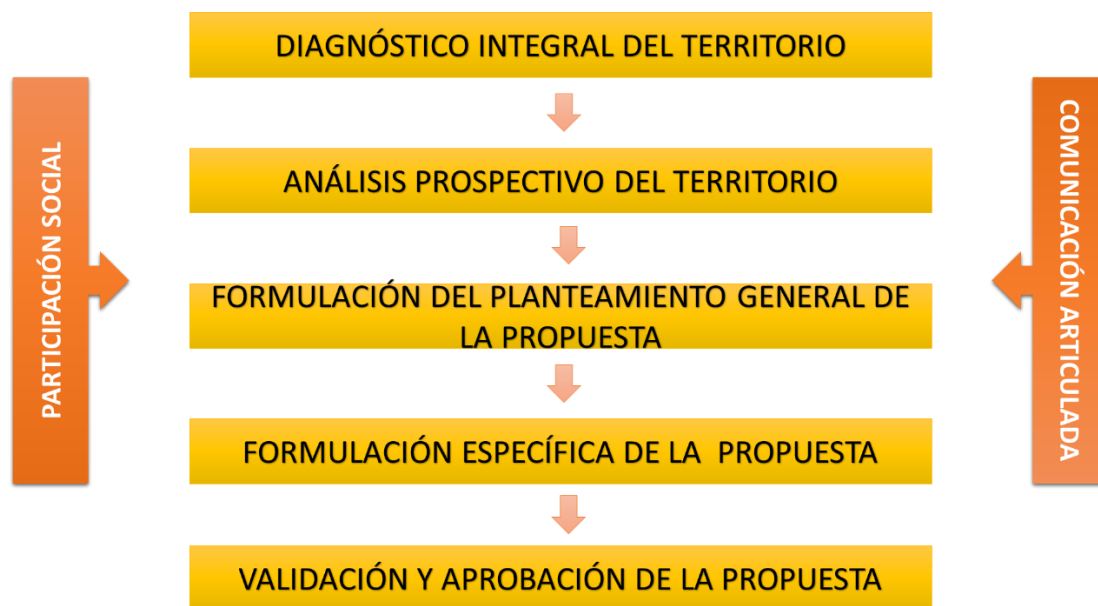 DIAGNÓSTICO INTEGRAL DEL TERRITORIO
PARTICIPACIÓN SOCIAL
COMUNICACIÓN ARTICULADA
ANÁLISIS PROSPECTIVO DEL TERRITORIO
FORMULACIÓN DEL PLANTEAMIENTO GENERAL DE
LA PROPUESTA
FORMULACIÓN ESPECÍFICA DE LA PROPUESTA
VALIDACIÓN Y APROBACIÓN DE LA PROPUESTA